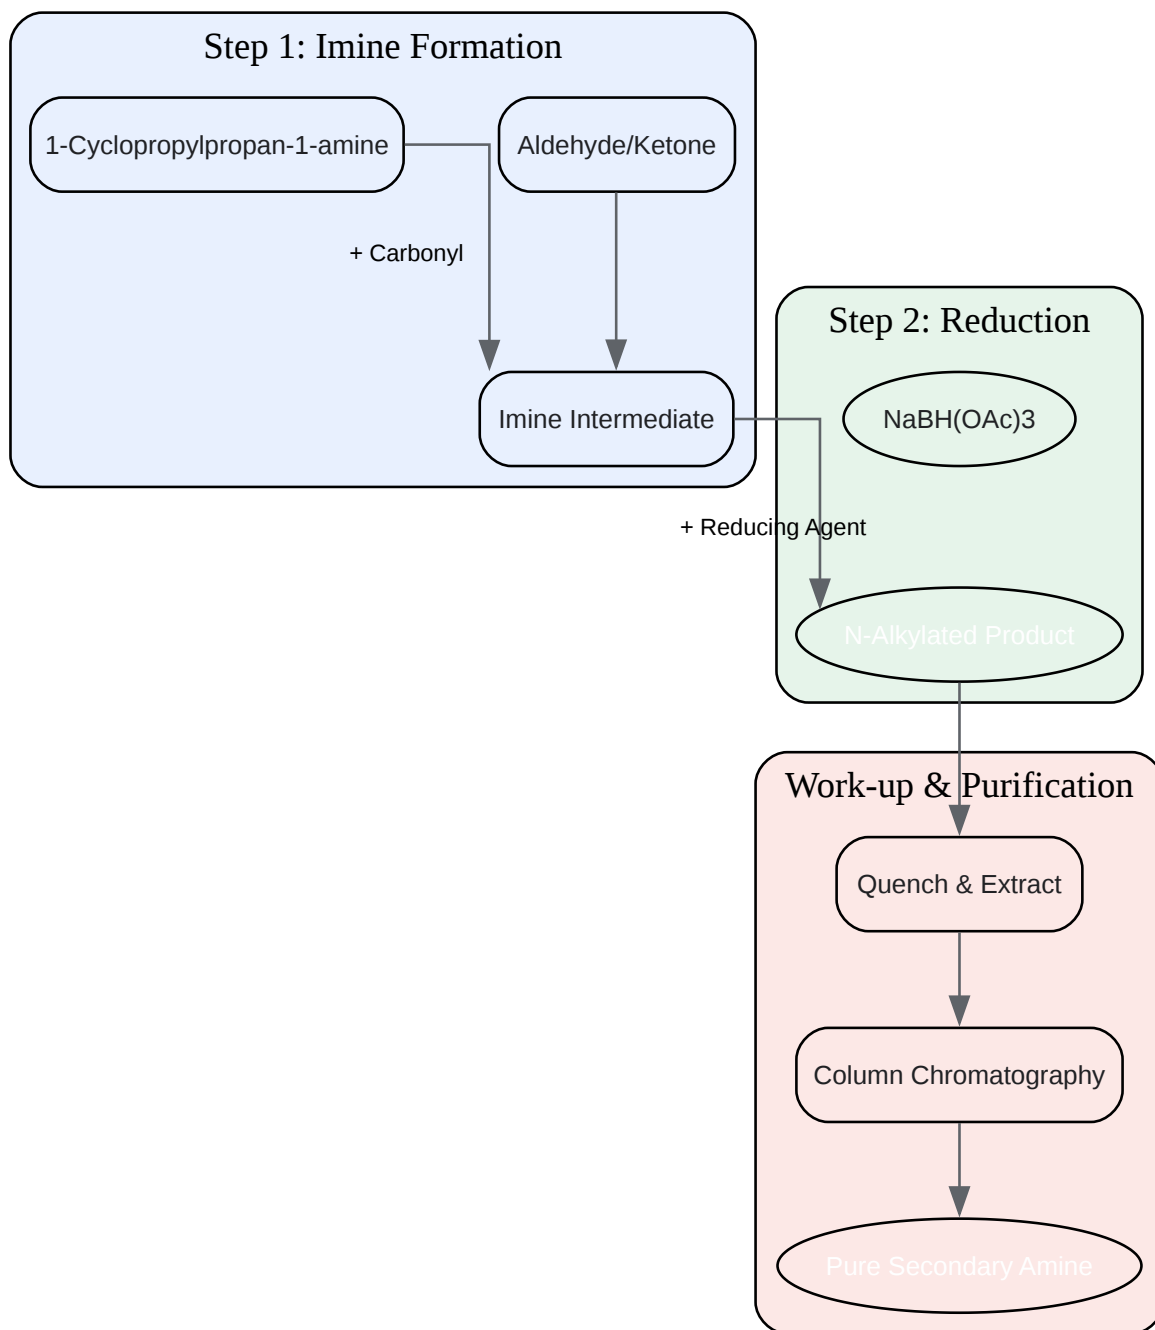 Step 1: Imine Formation
1-Cyclopropylpropan-1-amine
Aldehyde/Ketone
+ Carbonyl
Imine Intermediate
Step 2: Reduction
NaBH(OAc)3
+ Reducing Agent
N-Alkylated Product
Work-up & Purification
Quench & Extract
Column Chromatography
Pure Secondary Amine